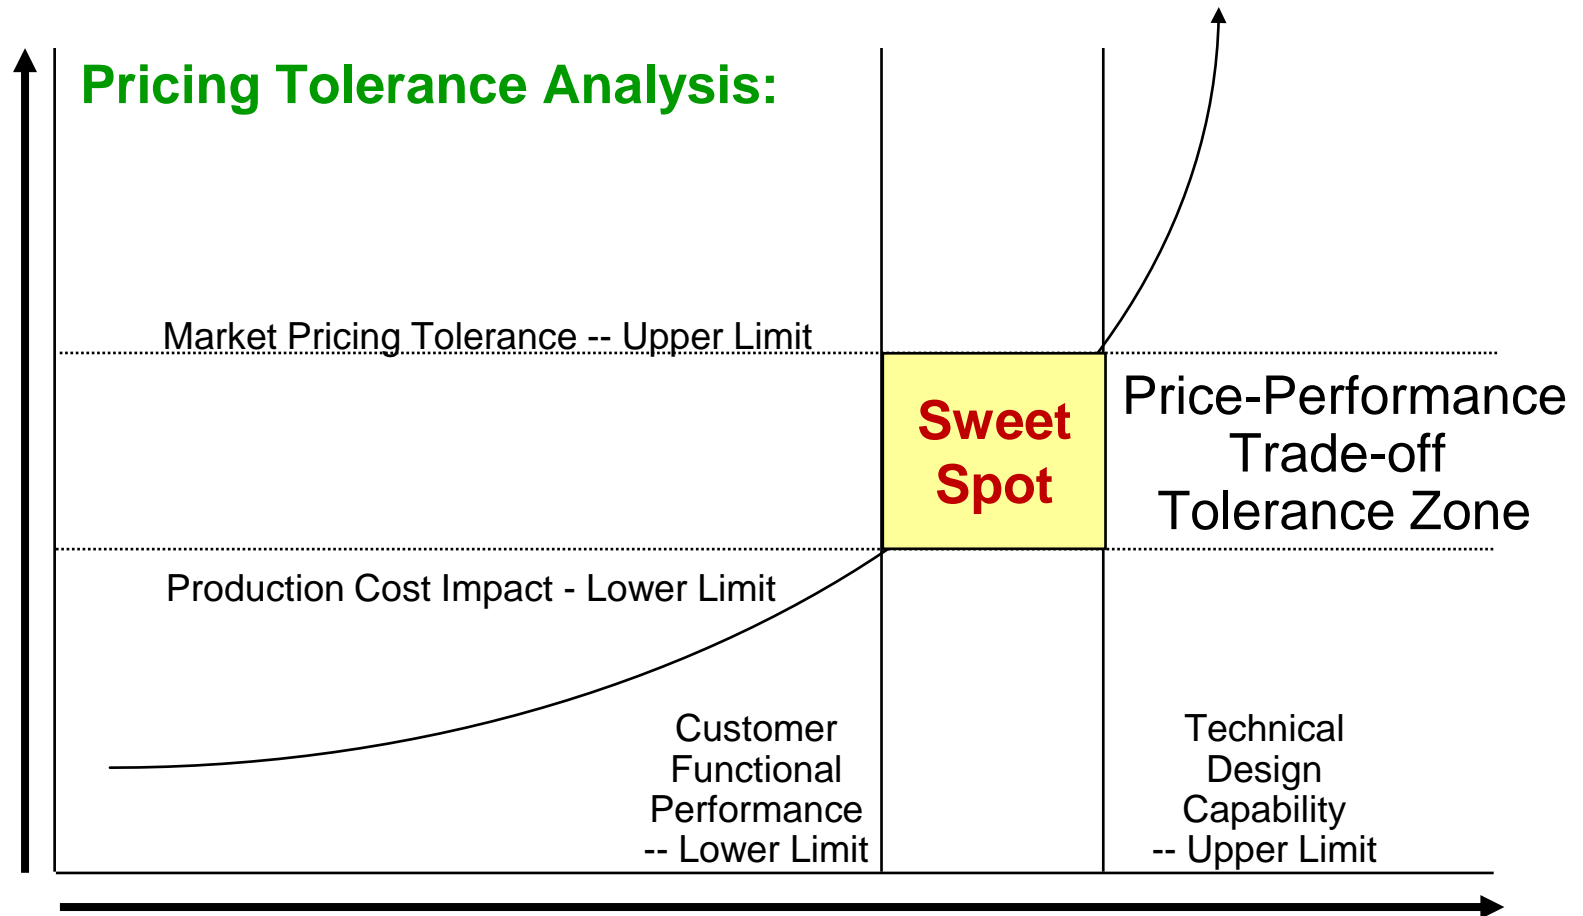 Pricing Tolerance Analysis:
Market Pricing Tolerance -- Upper Limit
Sweet
Spot
Price-Performance
Trade-off
Tolerance Zone
Production Cost Impact - Lower Limit
Customer
Functional
Performance
-- Lower Limit
Technical
Design
Capability
-- Upper Limit